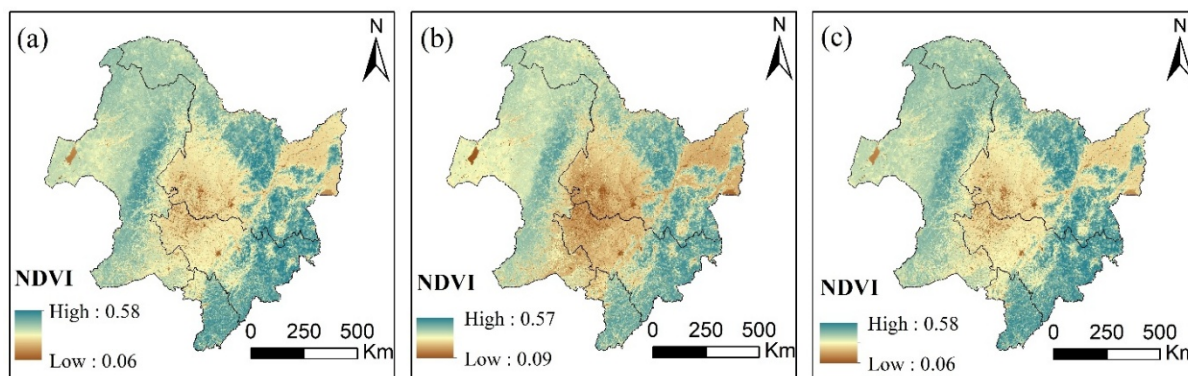 (a)
N
NDVI
High : 0.58
Low : 0.06
0 250 500
Km
(b)
N
NDVI
High : 0.57
Low : 0.09
0 250 500
Km
(c)
N
NDVI
High : 0.58
Low : 0.06
0 250 500
Km